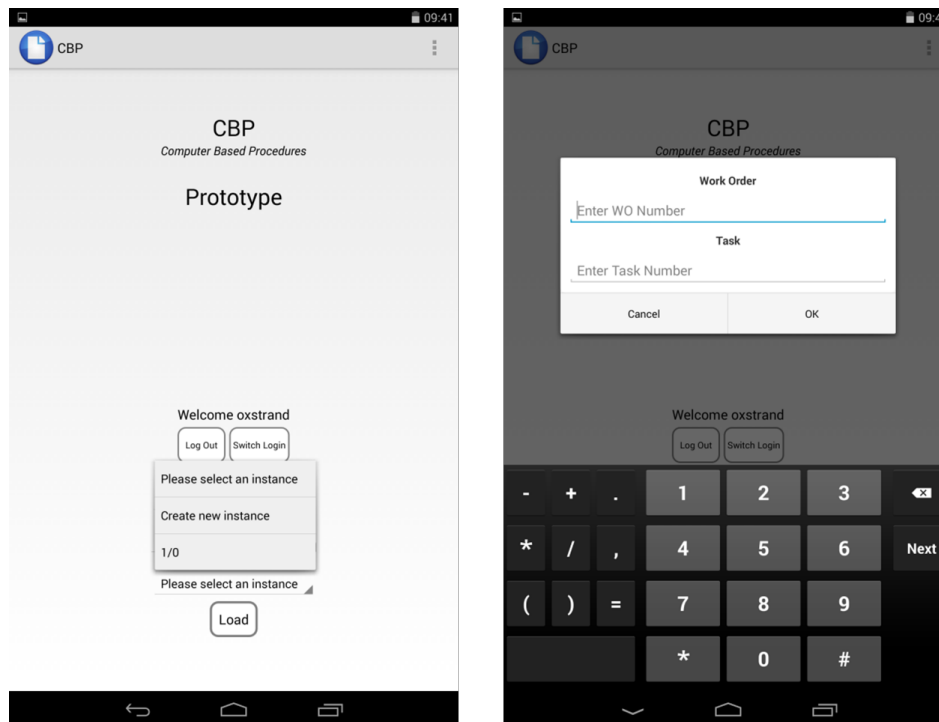 09:41
CBP
CBP
Computer Based Procedures
Prototype
Welcome oxstrand
Log Out Switch Login
Please select an instance
Create new instance
1/0
Please select an instance
Load
CBP
CBP
Computer Based Procedures
Work Order
Enter WO Number
Task
Enter Task Number
Cancel OK
Welcome oxstrand
Log Out Switch Login
- + . 1 2 3
* / , 4 5 6 Next
( ) = 7 8 9
* 0 #